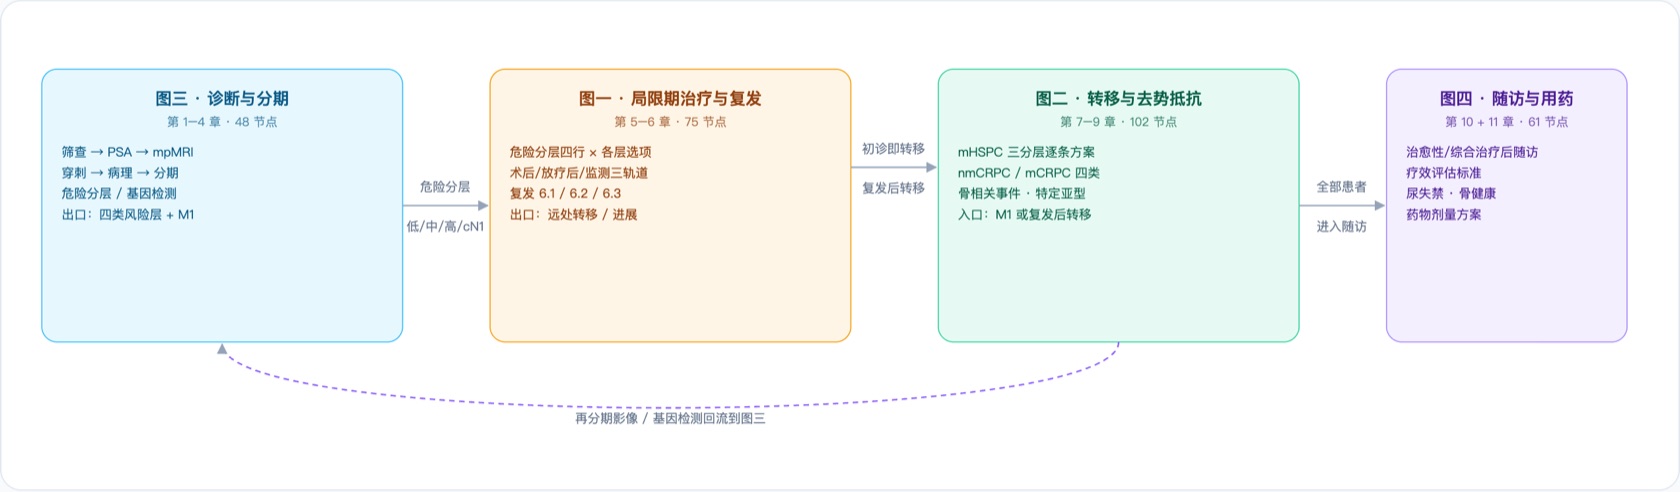 图三 · 诊断与分期
第 1—4 章 · 48 节点
筛查 → PSA → mpMRI
穿刺 → 病理 → 分期
危险分层 / 基因检测
出口：四类风险层 + M1
危险分层
低/中/高/cN1
图一 · 局限期治疗与复发
第 5—6 章 · 75 节点
危险分层四行 × 各层选项
术后/放疗后/监测三轨道
复发 6.1 / 6.2 / 6.3
出口：远处转移 / 进展
初诊即转移
复发后转移
图二 · 转移与去势抵抗
第 7—9 章 · 102 节点
mHSPC 三分层逐条方案
nmCRPC / mCRPC 四类
骨相关事件 · 特定亚型
入口：M1 或复发后转移
全部患者
进入随访
图四 · 随访与用药
第 10 + 11 章 · 61 节点
治愈性/综合治疗后随访
疗效评估标准
尿失禁 · 骨健康
药物剂量方案
再分期影像 / 基因检测回流到图三